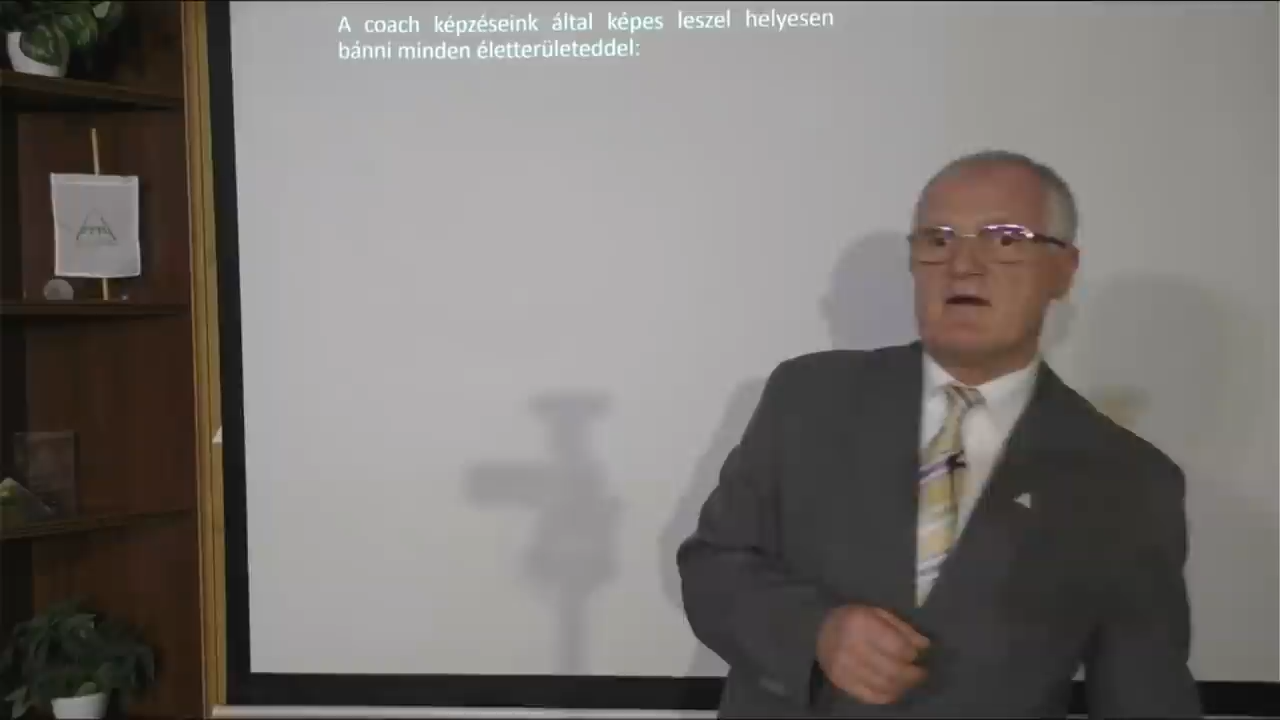 A coach képzéseink által képes leszel helyesen
bánni minden életterületeddel: